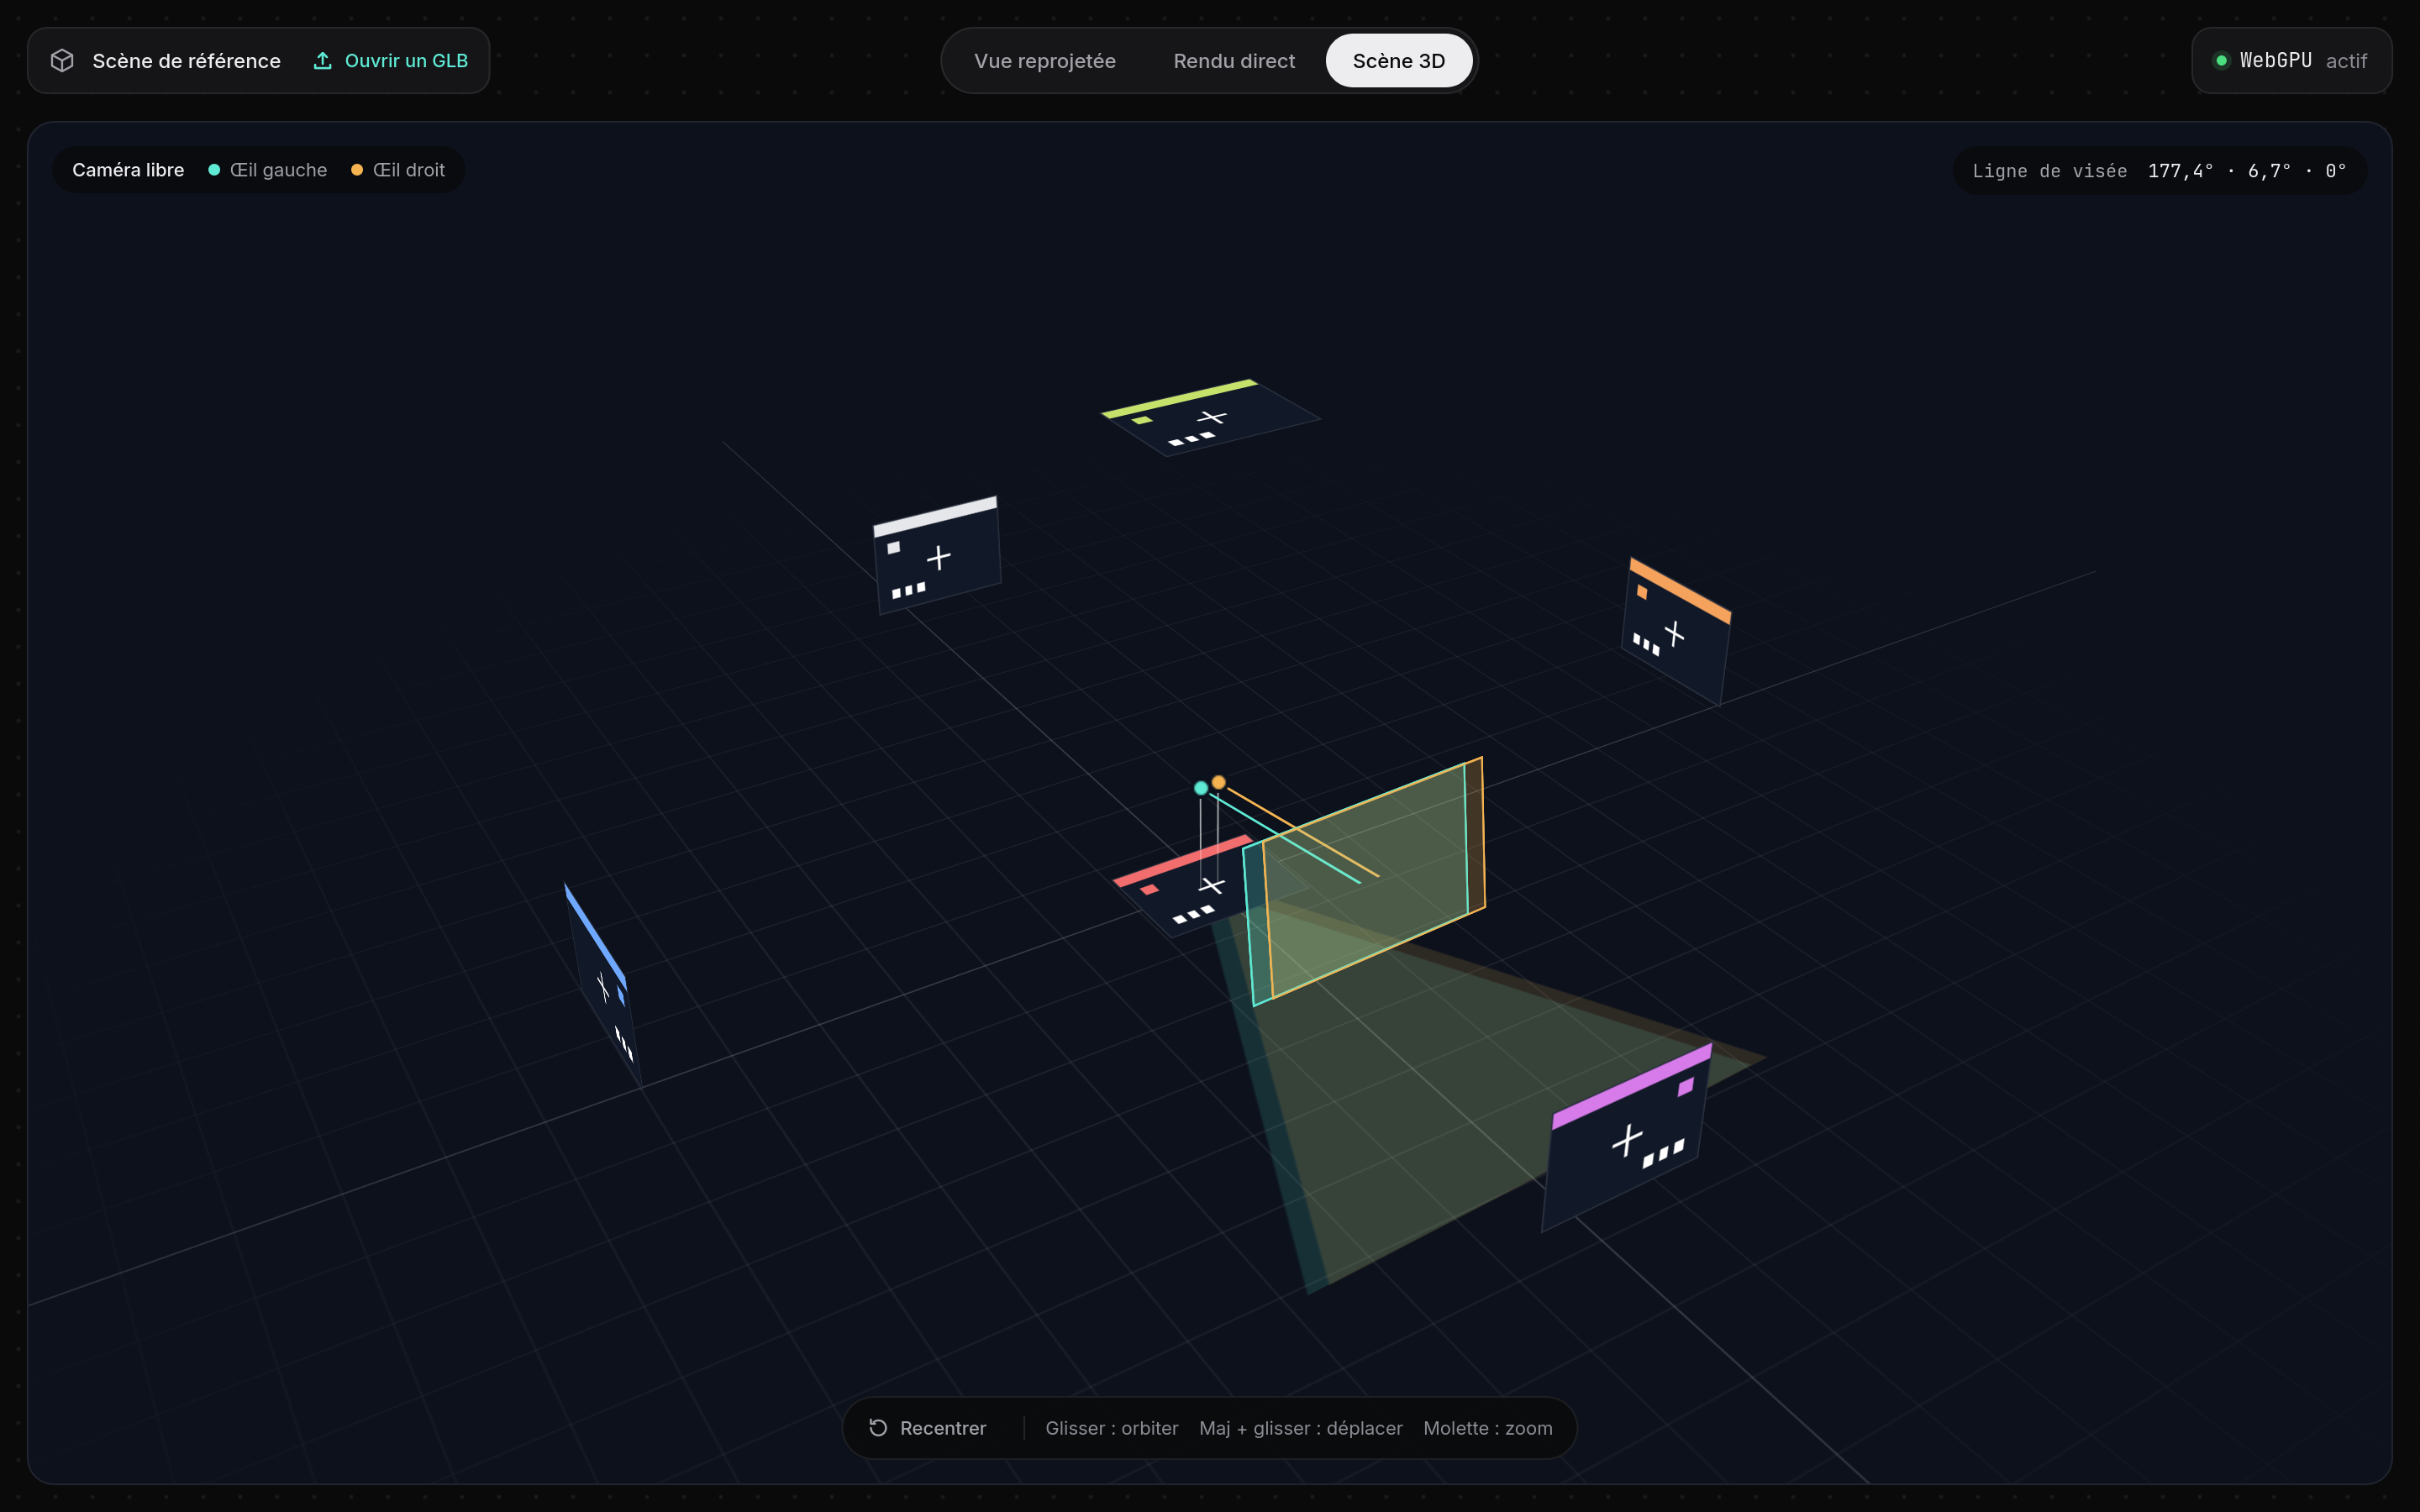 Scène de référence
Ouvrir un GLB
Vue reprojetée
Rendu direct
Scène 3D
WebGPU actif
Caméra libre
Œil gauche
Œil droit
Ligne de visée 177,4° · 6,7° · 0°
Recentrer
Glisser : orbiter
Maj + glisser : déplacer
Molette : zoom